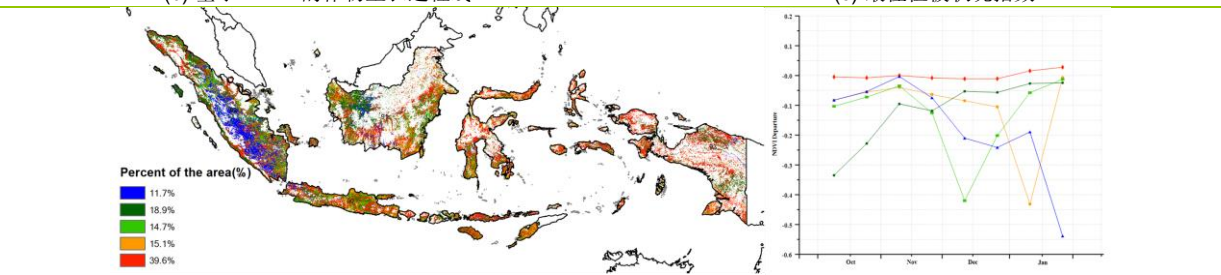 Percent of the area(%)
11.7%
18.9%
14.7%
15.1%
39.6%
NDVI Departure
0.2
0.1
-0.0
-0.1
-0.2
-0.3
-0.4
-0.5
-0.6
Oct
Nov
Dec
Jan